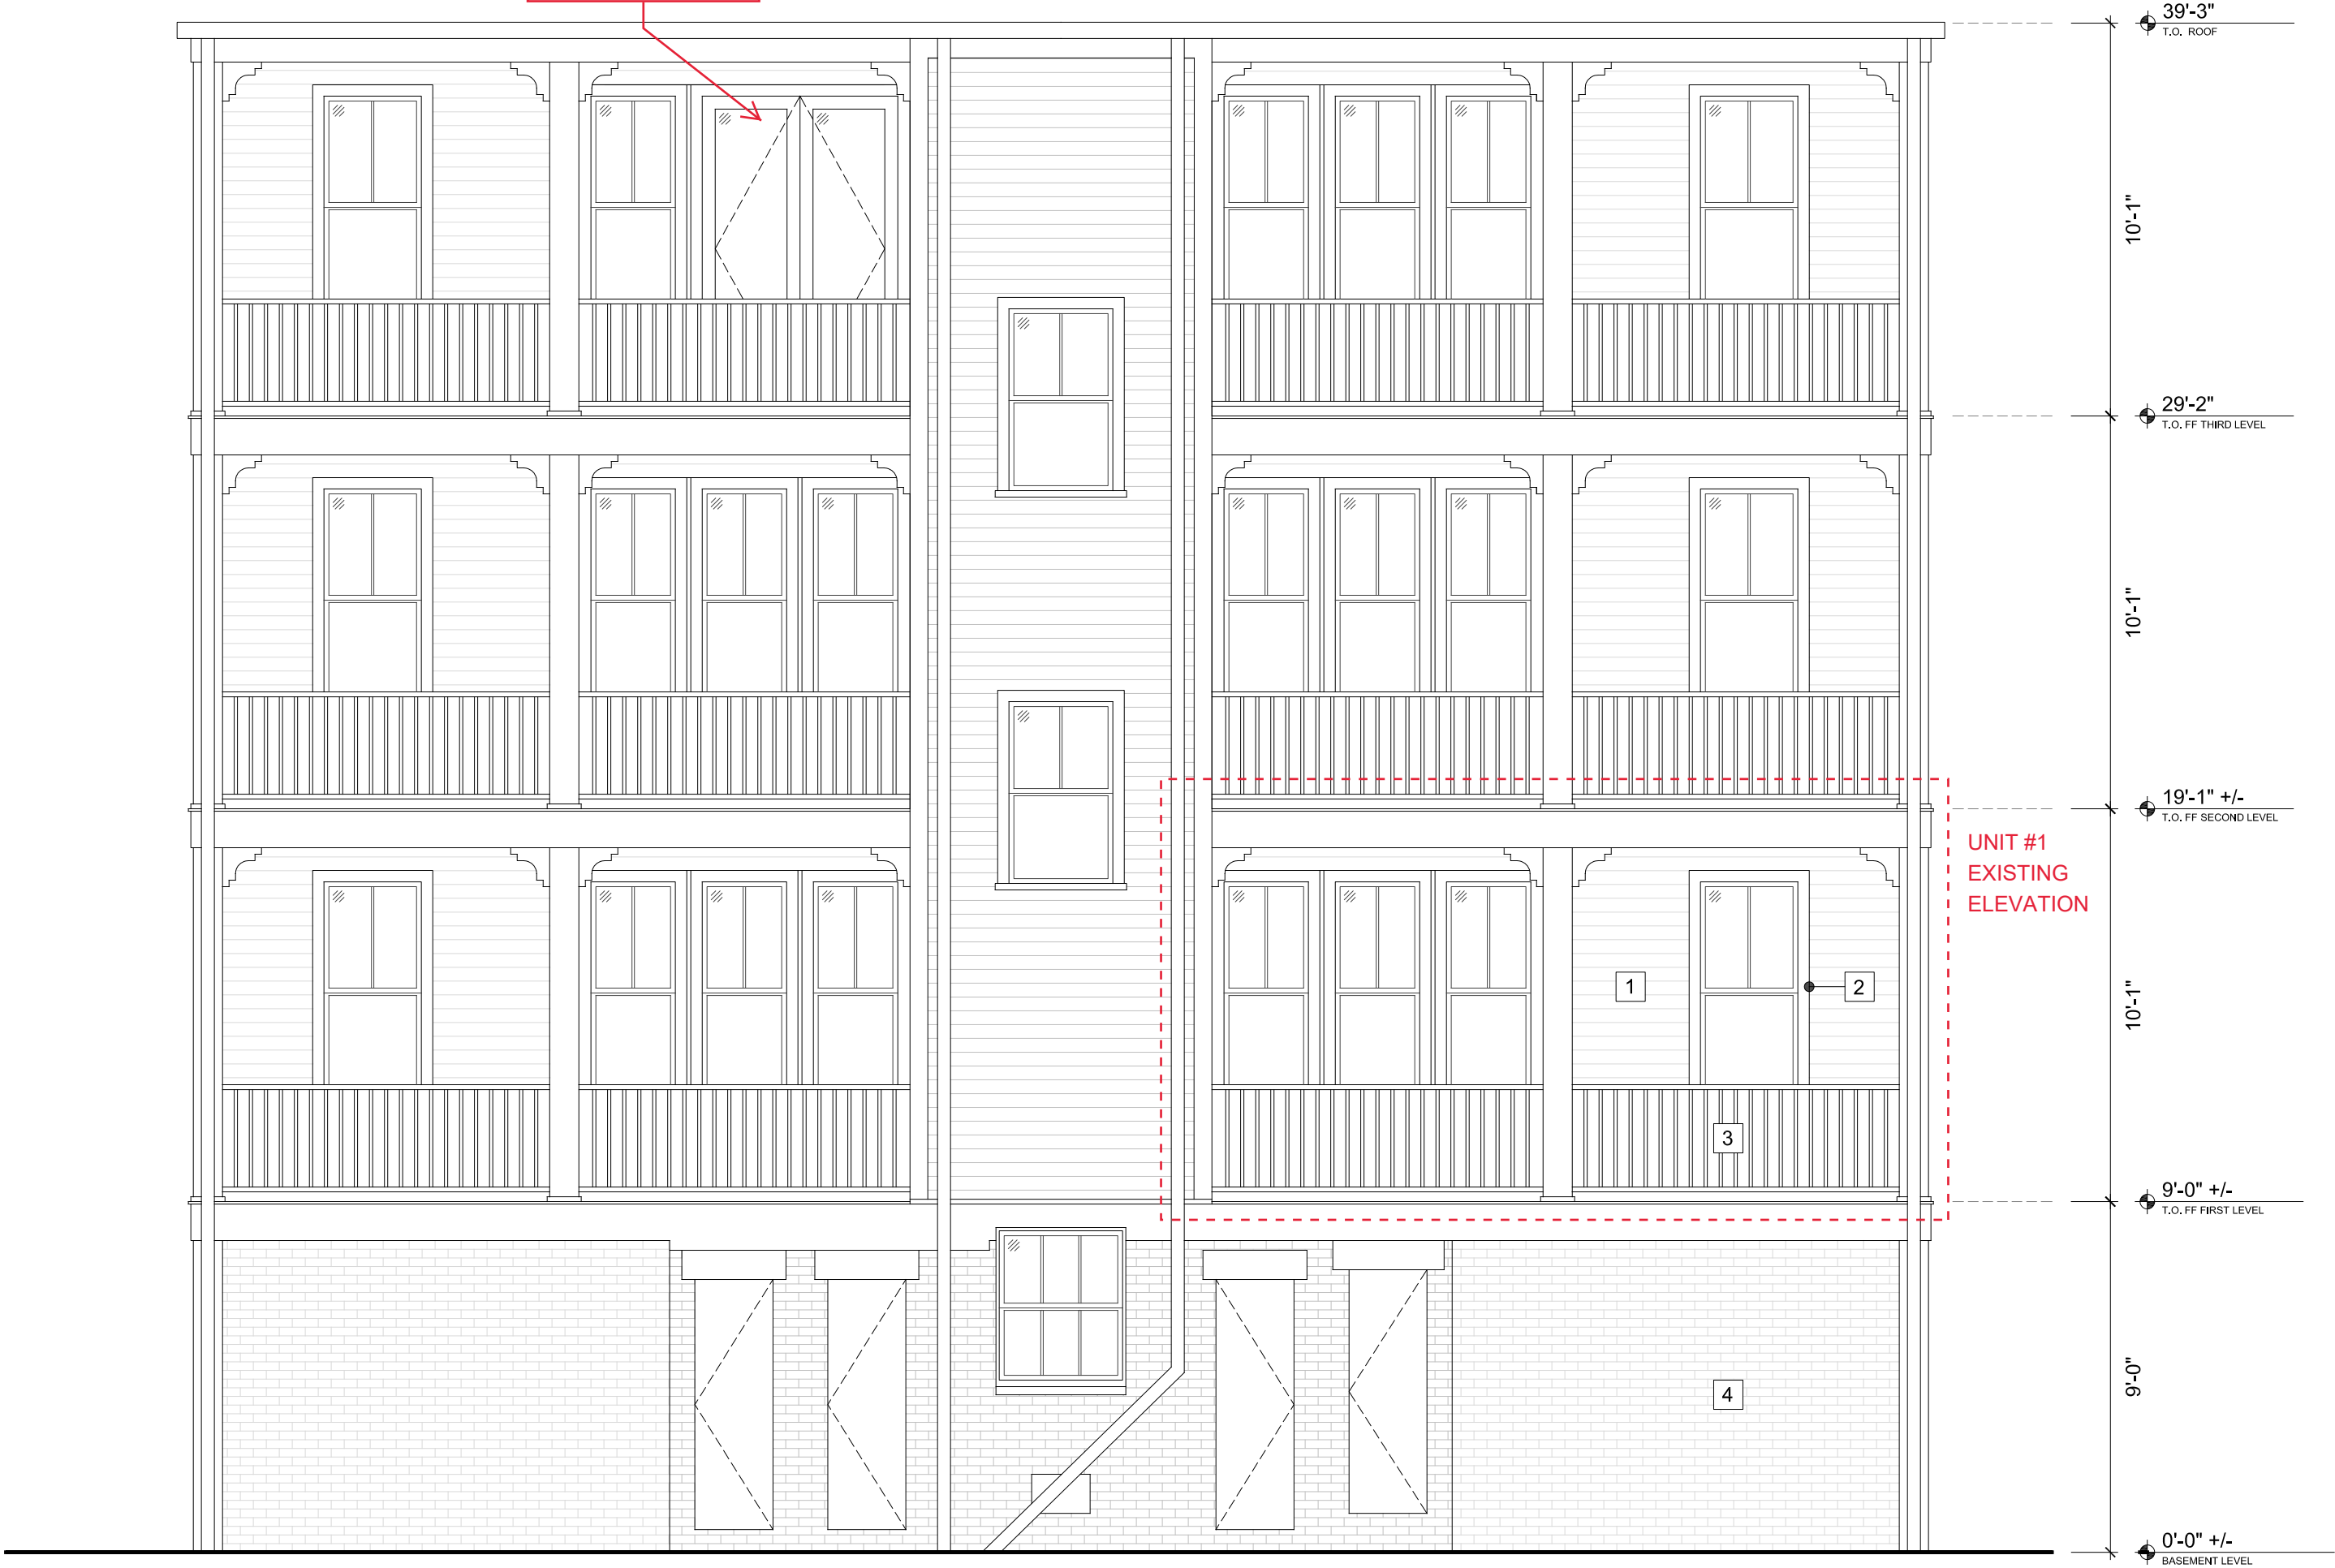 39'-3"
T.O. ROOF
10'-1"
29'-2"
T.O. FF THIRD LEVEL
10'-1"
19'-1" +/-
T.O. FF SECOND LEVEL
UNIT #1
EXISTING
ELEVATION
1
2
10'-1"
3
9'-0" +/-
T.O. FF FIRST LEVEL
9'-0"
4
0'-0" +/-
BASEMENT LEVEL